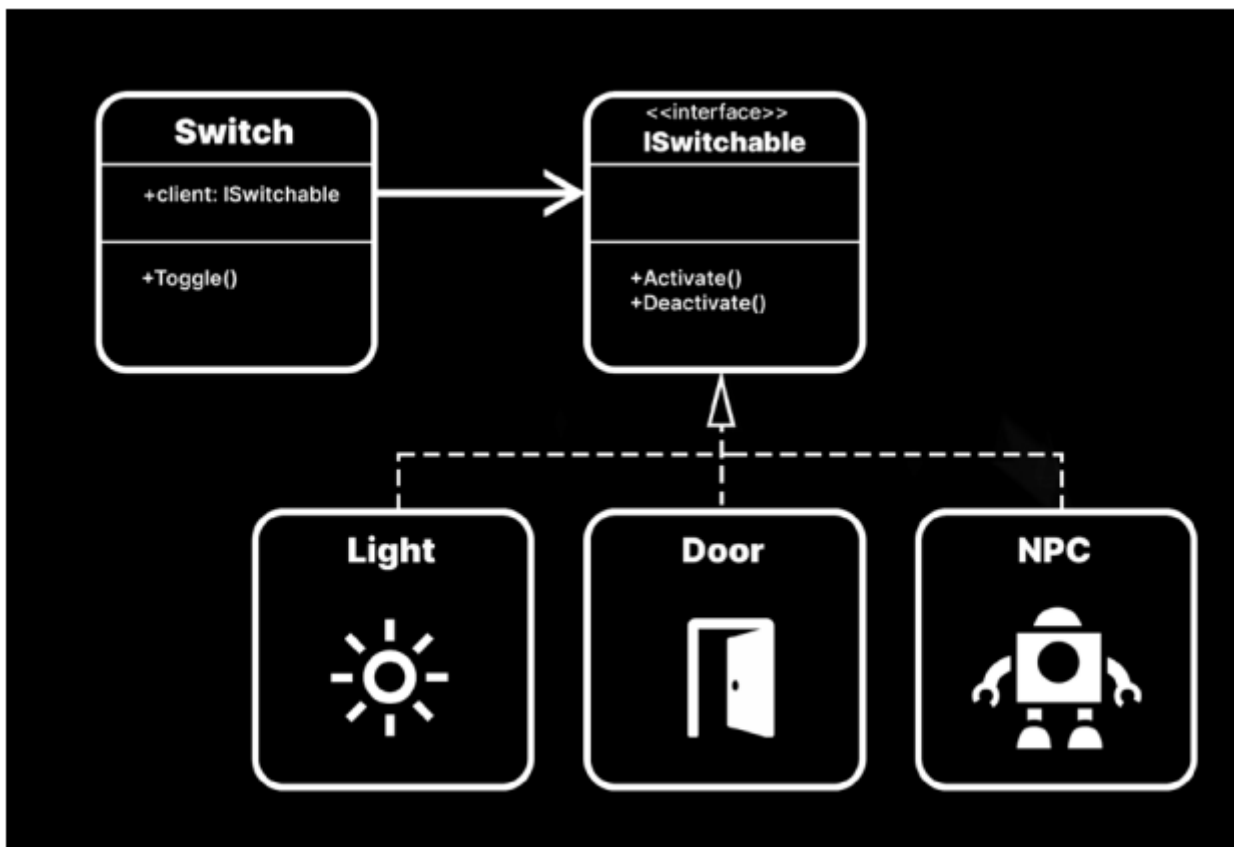 Switch
+client: ISwitchable
+Toggle()
<<interface>>
ISwitchable
+Activate()
+Deactivate()
Light
Door
NPC